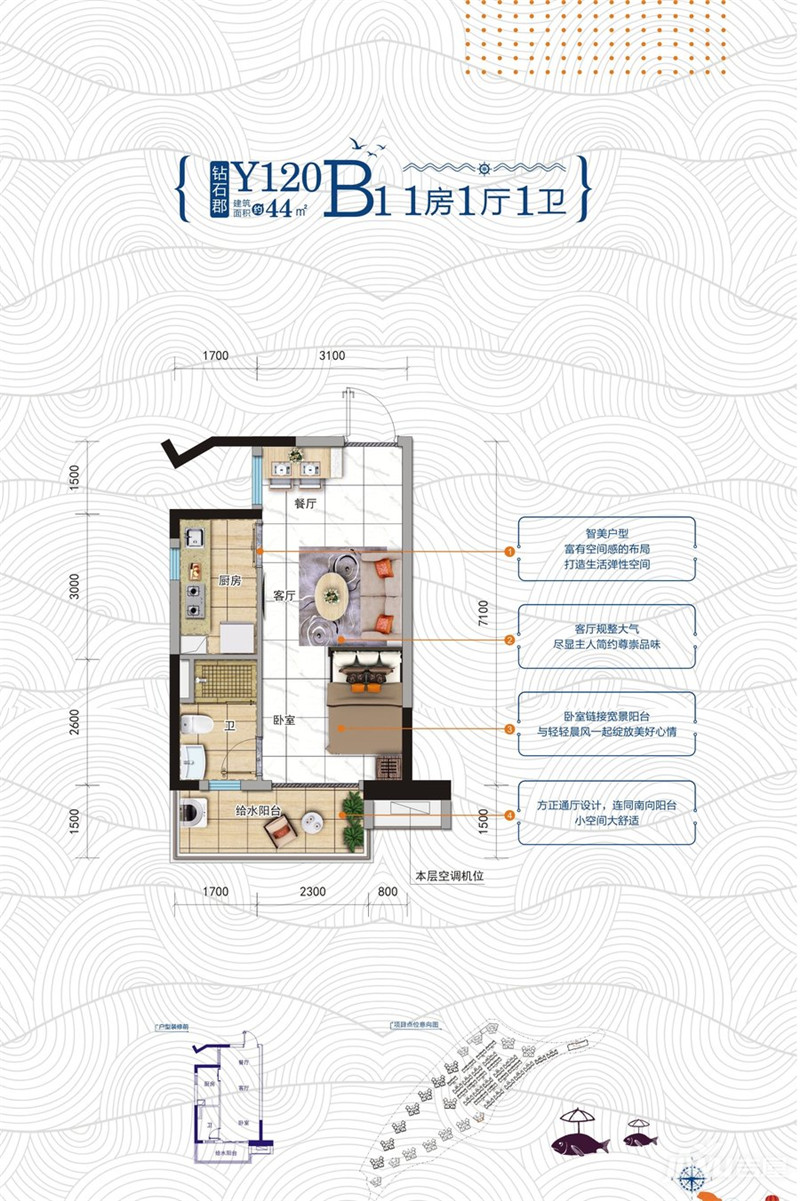 钻石郡
Y120
建筑面积约44㎡
B1
1房1厅1卫
1700 3100
1500
3000
2600
1500
7100
1500
餐厅
厨房
客厅
卧室
卫
给水阳台
本层空调机位
1700 2300 800
1
智美户型
富有空间感的布局
打造生活弹性空间
2
客厅规整大气
尽显主人简约尊崇品味
3
卧室链接宽景阳台
与轻轻晨风一起绽放美好心情
4
方正通厅设计，连同南向阳台
小空间大舒适
户型装修前
餐厅
厨房
客厅
卫
卧室
给水阳台
项目点位意向图